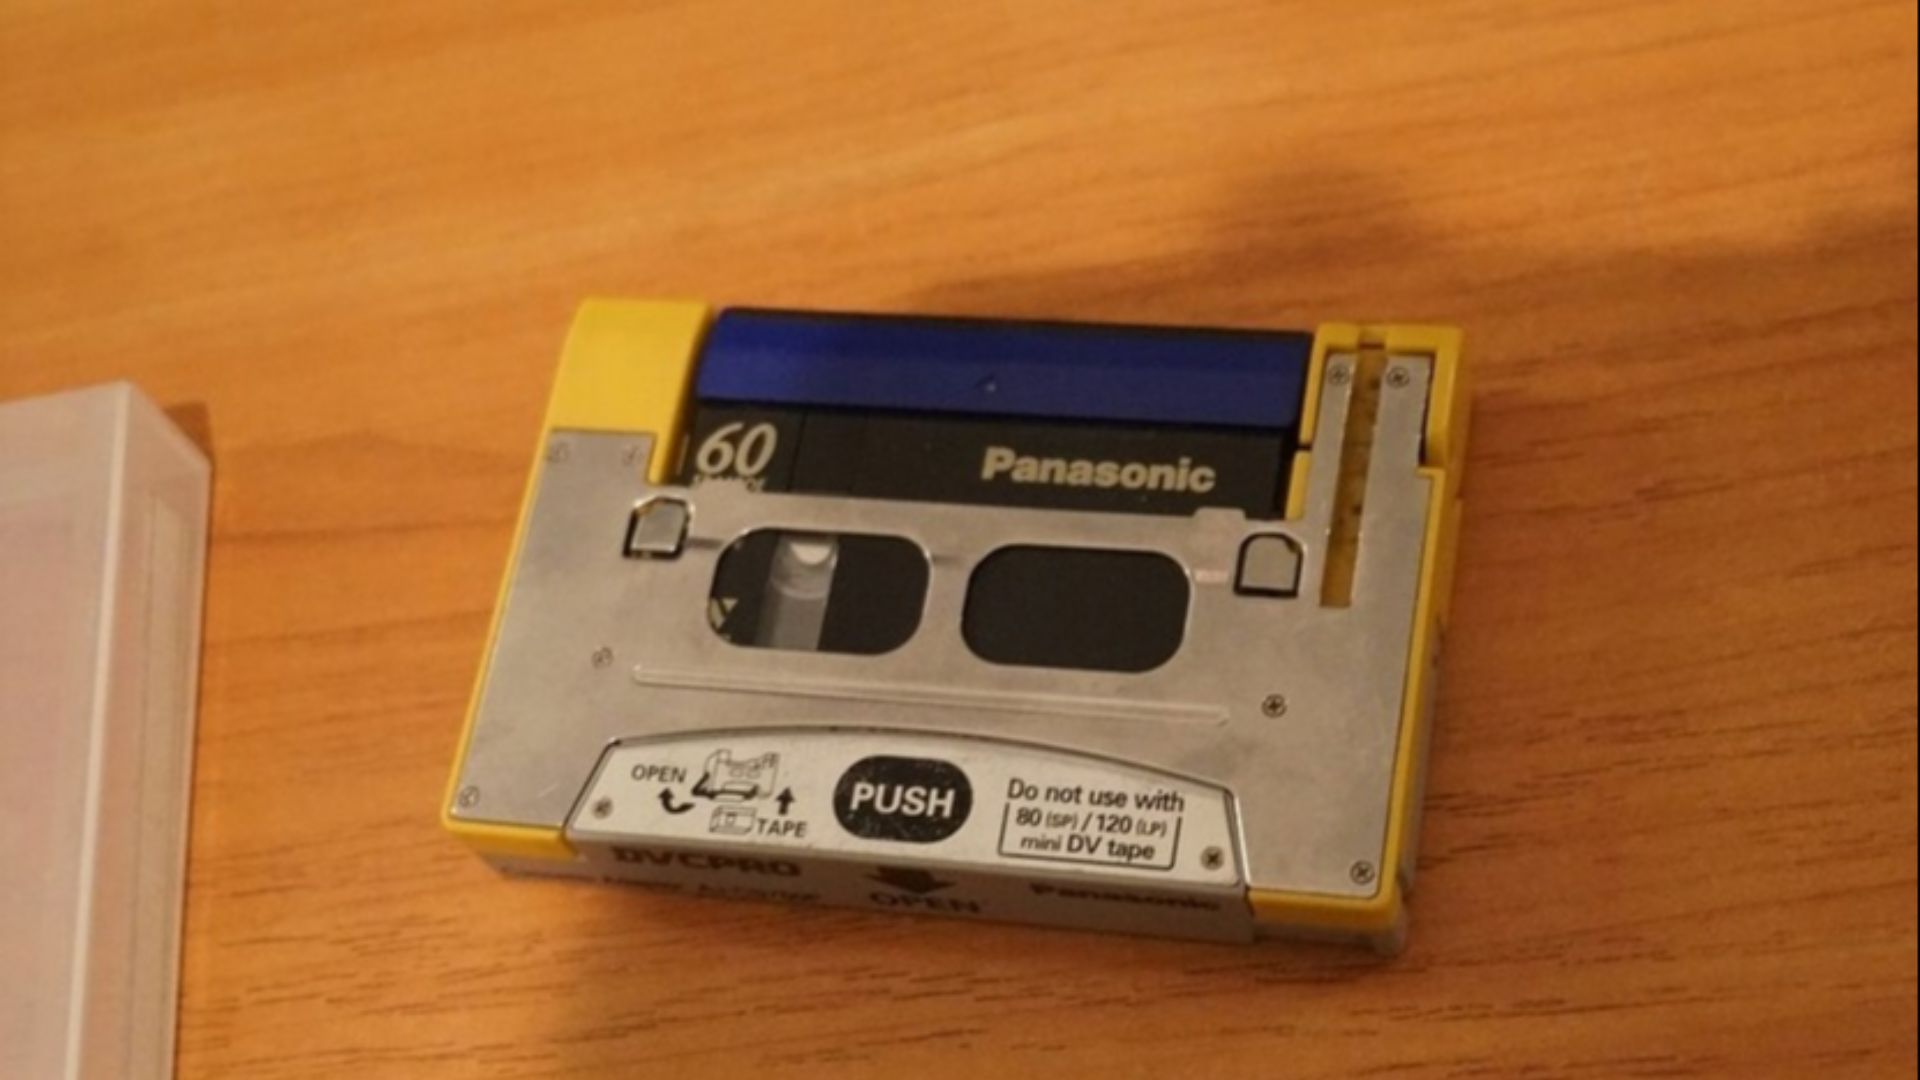 60
Panasonic
OPEN
TAPE
PUSH
Do not use with
80 (SP) / 120 (LP)
mini DV tape
DVCPRO
OPEN
Panasonic